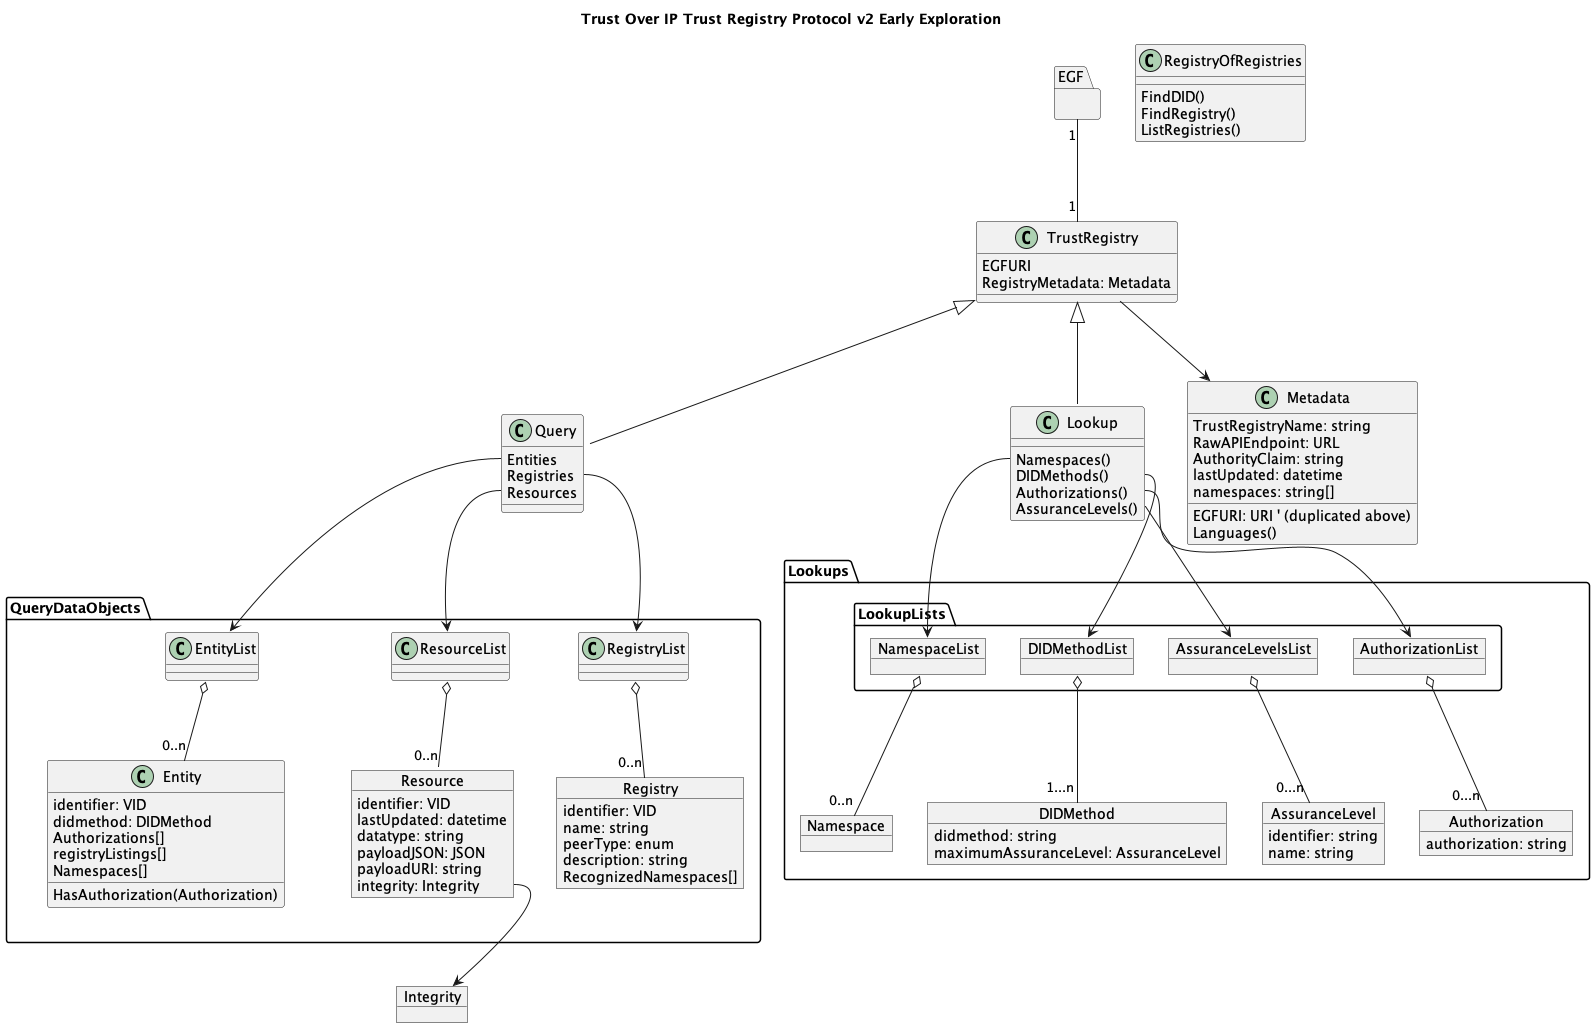 Trust Over IP Trust Registry Protocol v2 Early Exploration
EGF
C RegistryOfRegistries
FindDID()
FindRegistry()
ListRegistries()
1
1
C TrustRegistry
EGFURI
RegistryMetadata: Metadata
C Query
Entities
Registries
Resources
C Lookup
Namespaces()
DIDMethods()
Authorizations()
AssuranceLevels()
C Metadata
TrustRegistryName: string
RawAPIEndpoint: URL
AuthorityClaim: string
lastUpdated: datetime
namespaces: string[]
EGFURI: URI ' (duplicated above)
Languages()
QueryDataObjects
C EntityList
C ResourceList
C RegistryList
0..n
0..n
0..n
C Entity
identifier: VID
didmethod: DIDMethod
Authorizations[]
registryListings[]
Namespaces[]
HasAuthorization(Authorization)
Resource
identifier: VID
lastUpdated: datetime
datatype: string
payloadJSON: JSON
payloadURI: string
integrity: Integrity
Registry
identifier: VID
name: string
peerType: enum
description: string
RecognizedNamespaces[]
Integrity
Lookups
LookupLists
NamespaceList
DIDMethodList
AssuranceLevelsList
AuthorizationList
0..n
1...n
0...n
0...n
Namespace
DIDMethod
didmethod: string
maximumAssuranceLevel: AssuranceLevel
AssuranceLevel
identifier: string
name: string
Authorization
authorization: string